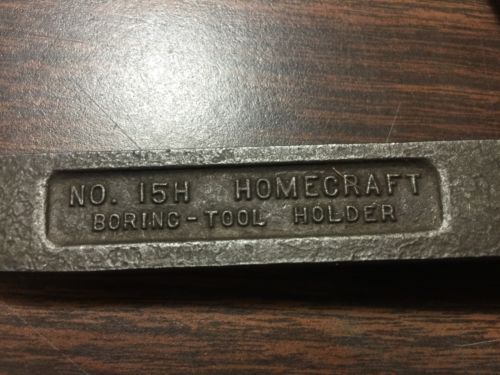 NO. 15H HOMECRAFT
BORING-TOOL HOLDER